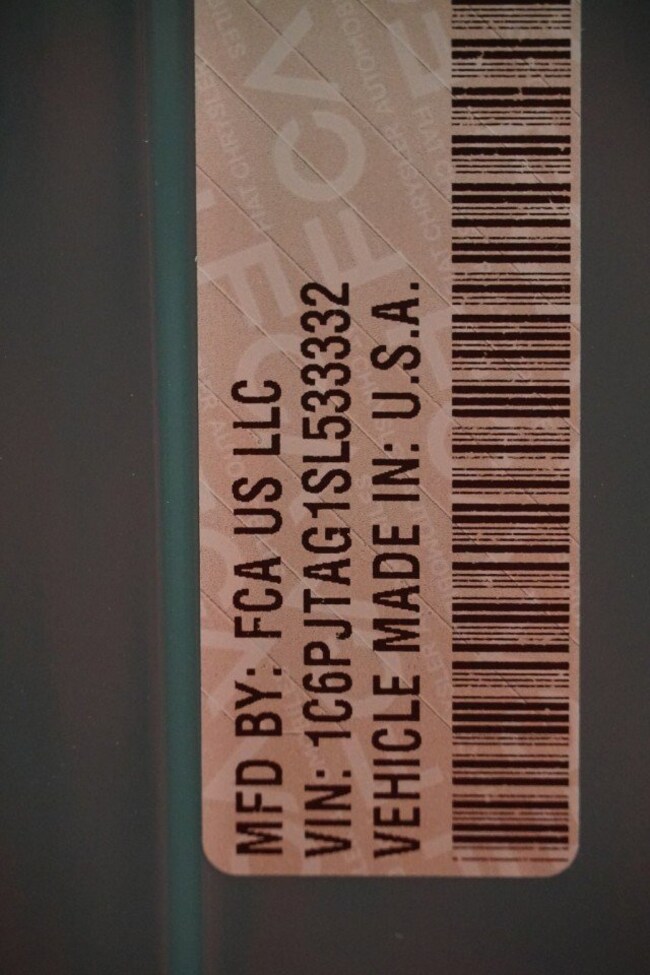 MFD BY: FCA US LLC
VIN: 1C6PJTAG1SL533332
VEHICLE MADE IN: U.S.A.